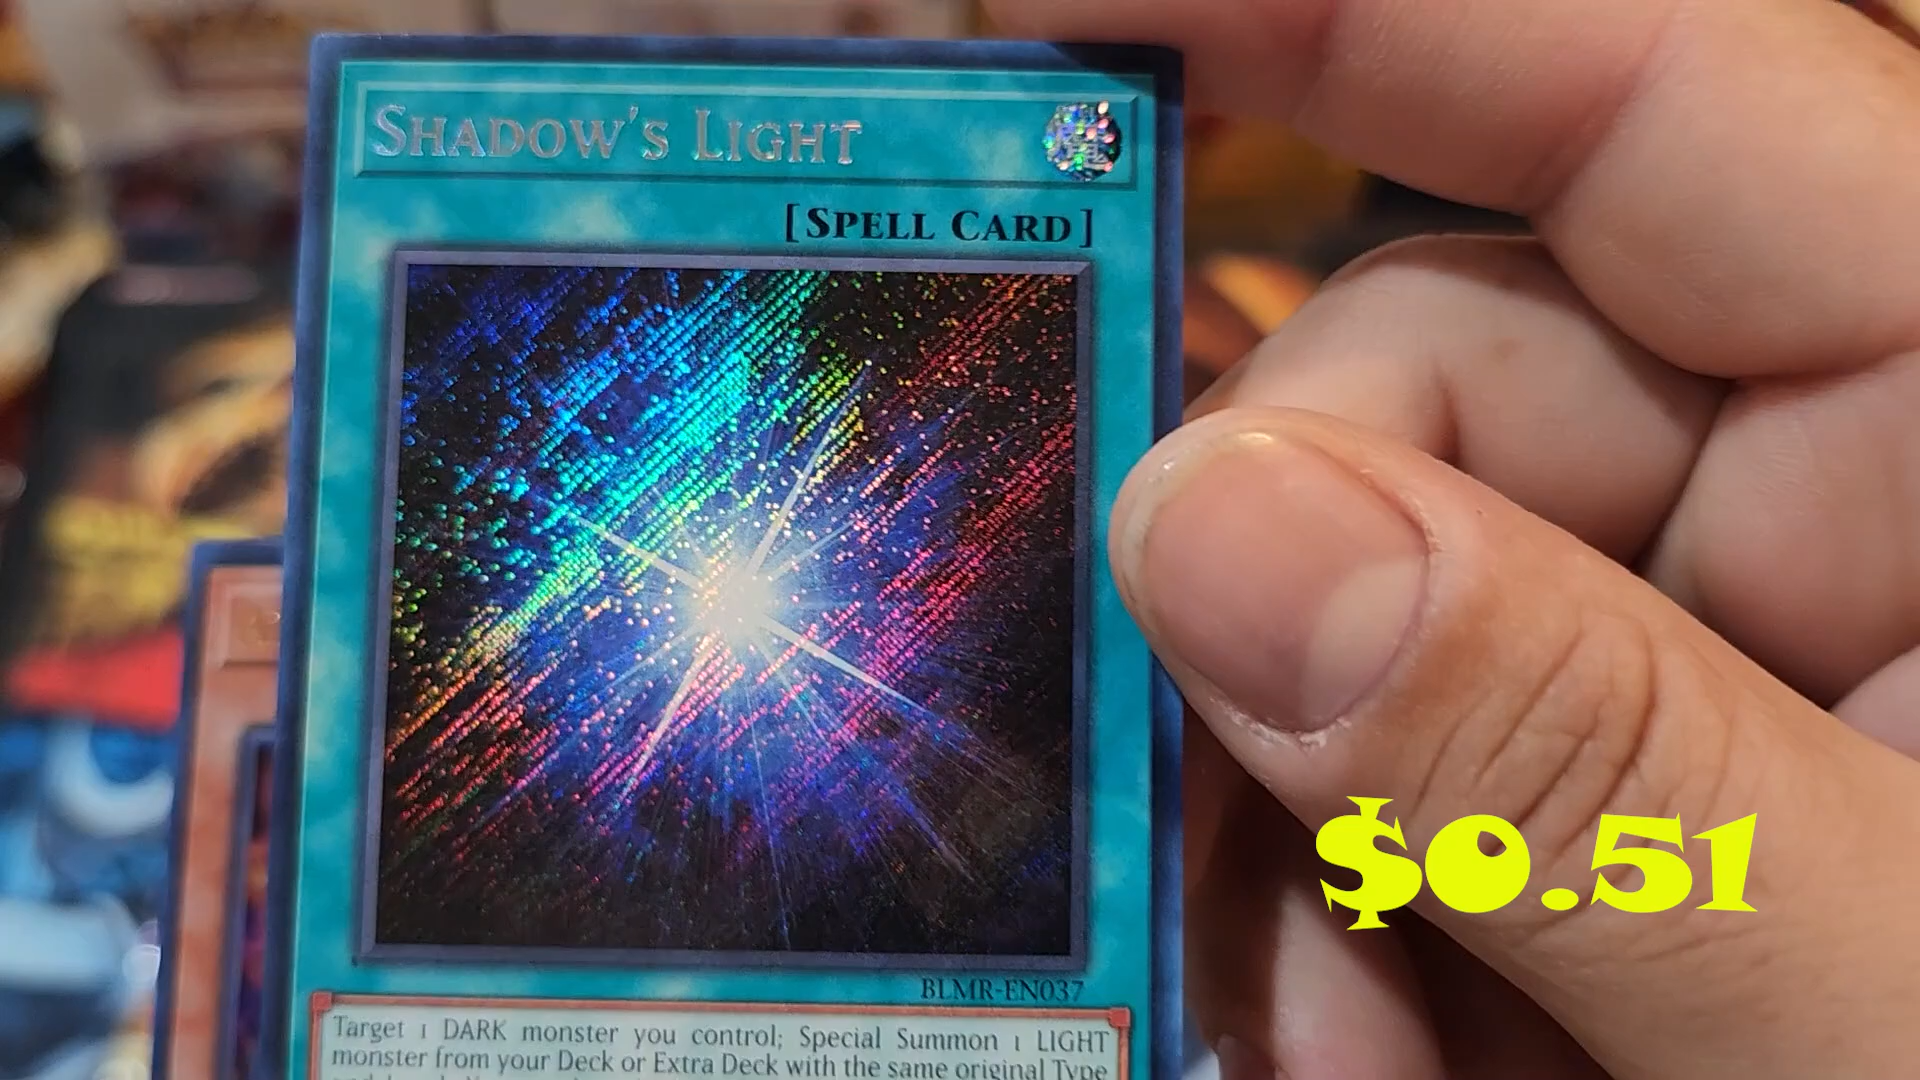 SHADOW'S LIGHT
[SPELL CARD]
BLMR-EN037
Target 1 DARK monster you control; Special Summon 1 LIGHT
monster from your Deck or Extra Deck with the same original Type
$0.51